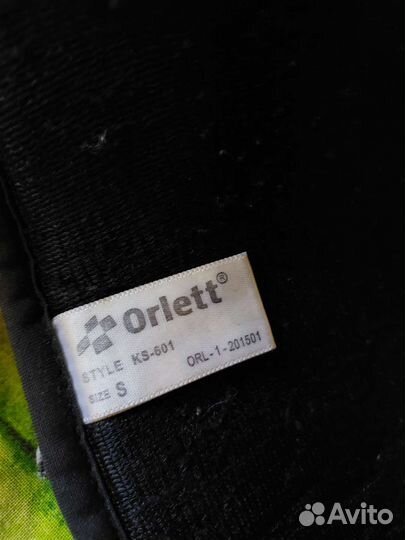 Orlett®
STYLE KS-601
SIZE S ORL-1-201501
Avito